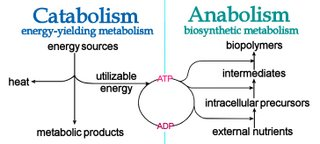 Catabolism
energy-yielding metabolism
energy sources
heat
utilizable
energy
metabolic products
ATP
ADP
Anabolism
biosynthetic metabolism
biopolymers
intermediates
intracellular precursors
external nutrients